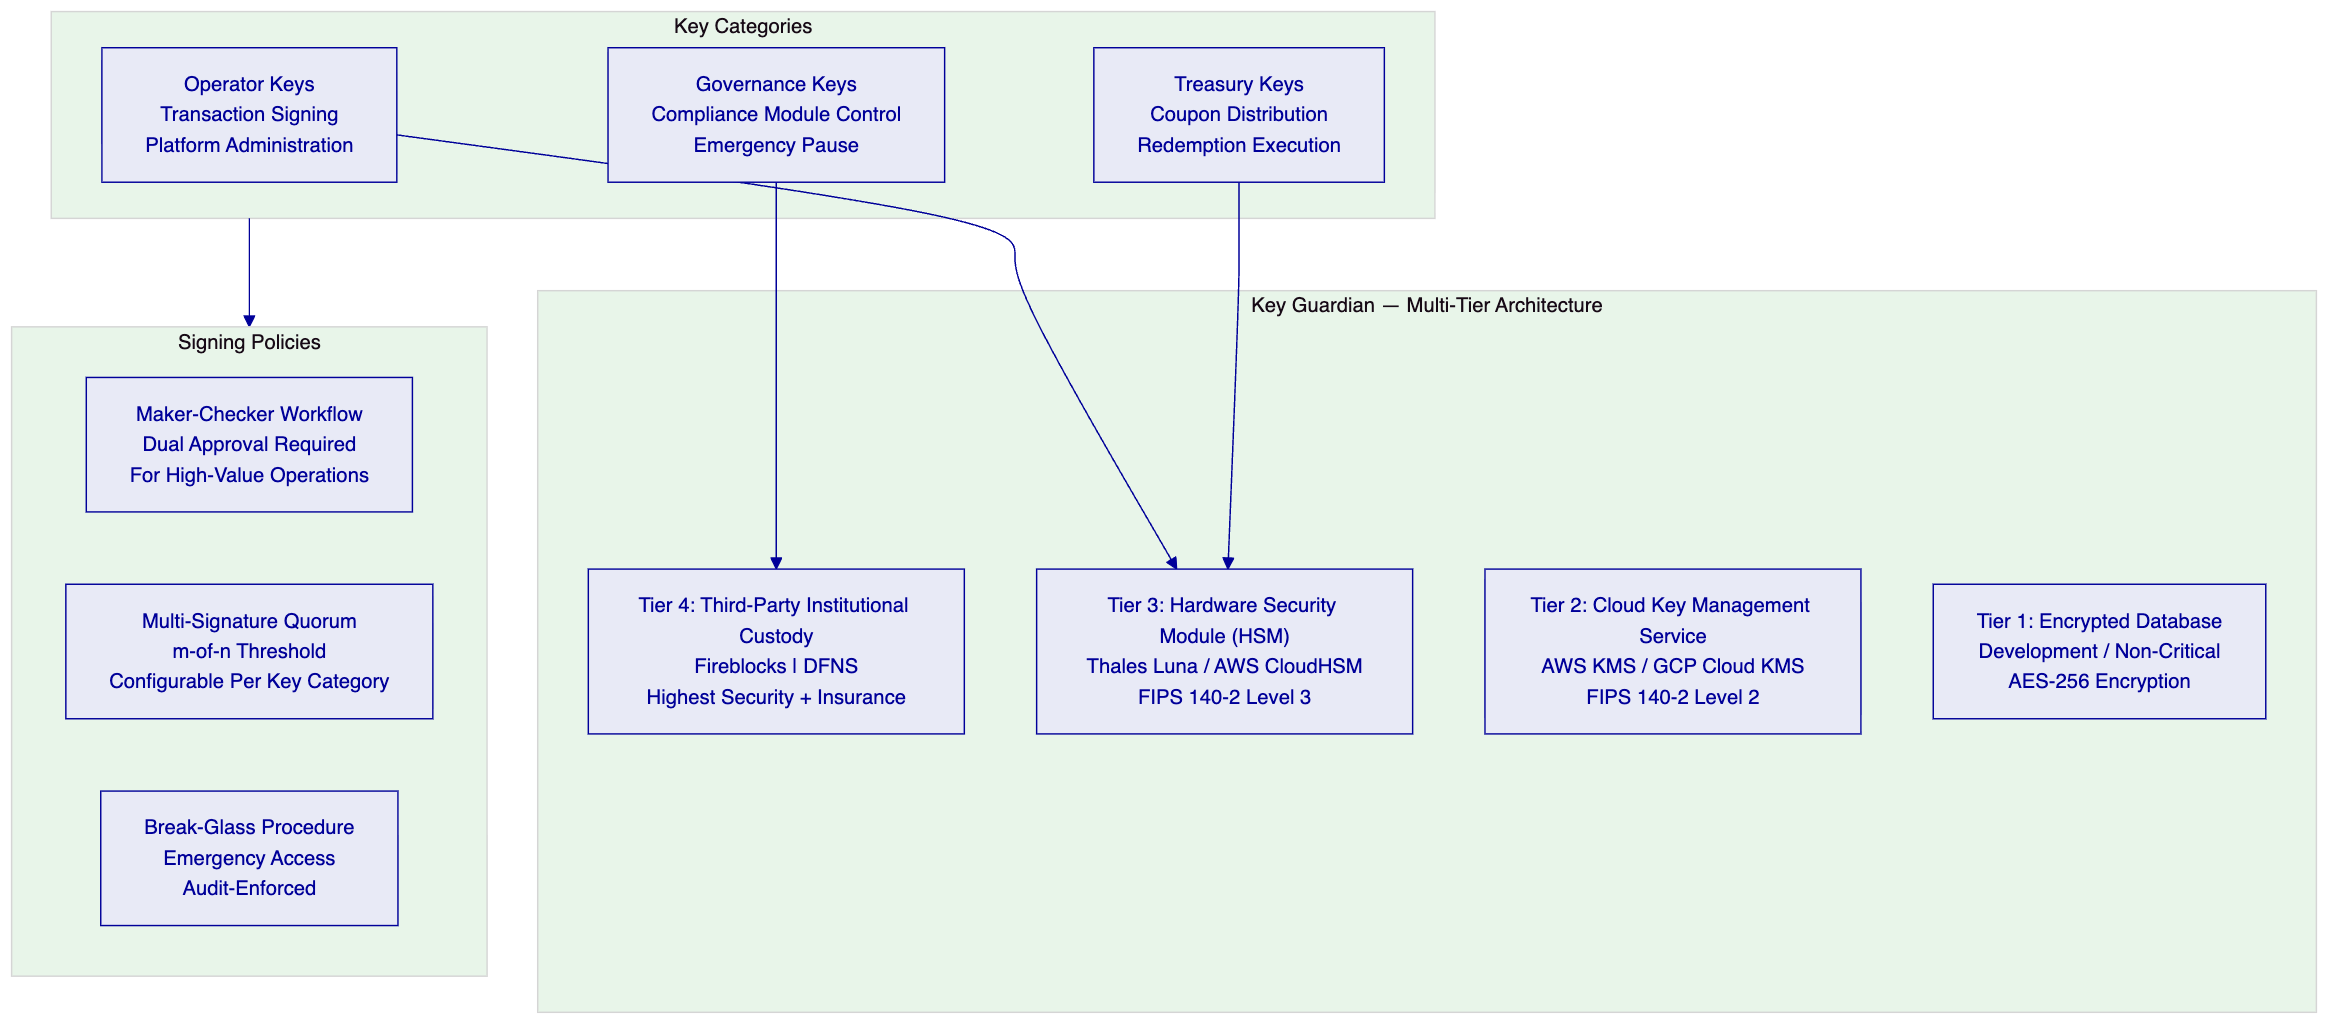 Key Categories
Operator Keys
Transaction Signing
Platform Administration
Governance Keys
Compliance Module Control
Emergency Pause
Treasury Keys
Coupon Distribution
Redemption Execution
Signing Policies
Maker-Checker Workflow
Dual Approval Required
For High-Value Operations
Multi-Signature Quorum
m-of-n Threshold
Configurable Per Key Category
Break-Glass Procedure
Emergency Access
Audit-Enforced
Key Guardian — Multi-Tier Architecture
Tier 4: Third-Party Institutional
Custody
Fireblocks | DFNS
Highest Security + Insurance
Tier 3: Hardware Security
Module (HSM)
Thales Luna / AWS CloudHSM
FIPS 140-2 Level 3
Tier 2: Cloud Key Management
Service
AWS KMS / GCP Cloud KMS
FIPS 140-2 Level 2
Tier 1: Encrypted Database
Development / Non-Critical
AES-256 Encryption